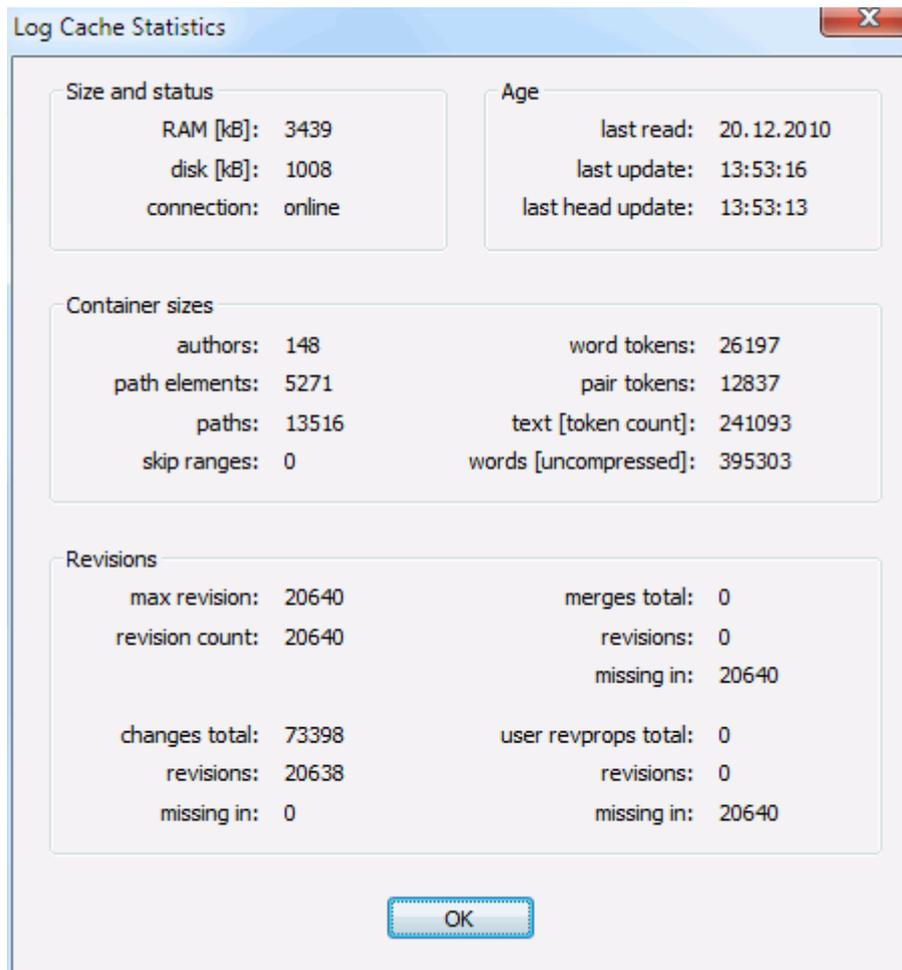 Log Cache Statistics
Size and status
RAM [kB]: 3439
disk [kB]: 1008
connection: online
Age
last read: 20.12.2010
last update: 13:53:16
last head update: 13:53:13
Container sizes
authors: 148
path elements: 5271
paths: 13516
skip ranges: 0
word tokens: 26197
pair tokens: 12837
text [token count]: 241093
words [uncompressed]: 395303
Revisions
max revision: 20640
revision count: 20640
merges total: 0
revisions: 0
missing in: 20640
changes total: 73398
revisions: 20638
missing in: 0
user revprops total: 0
revisions: 0
missing in: 20640
OK